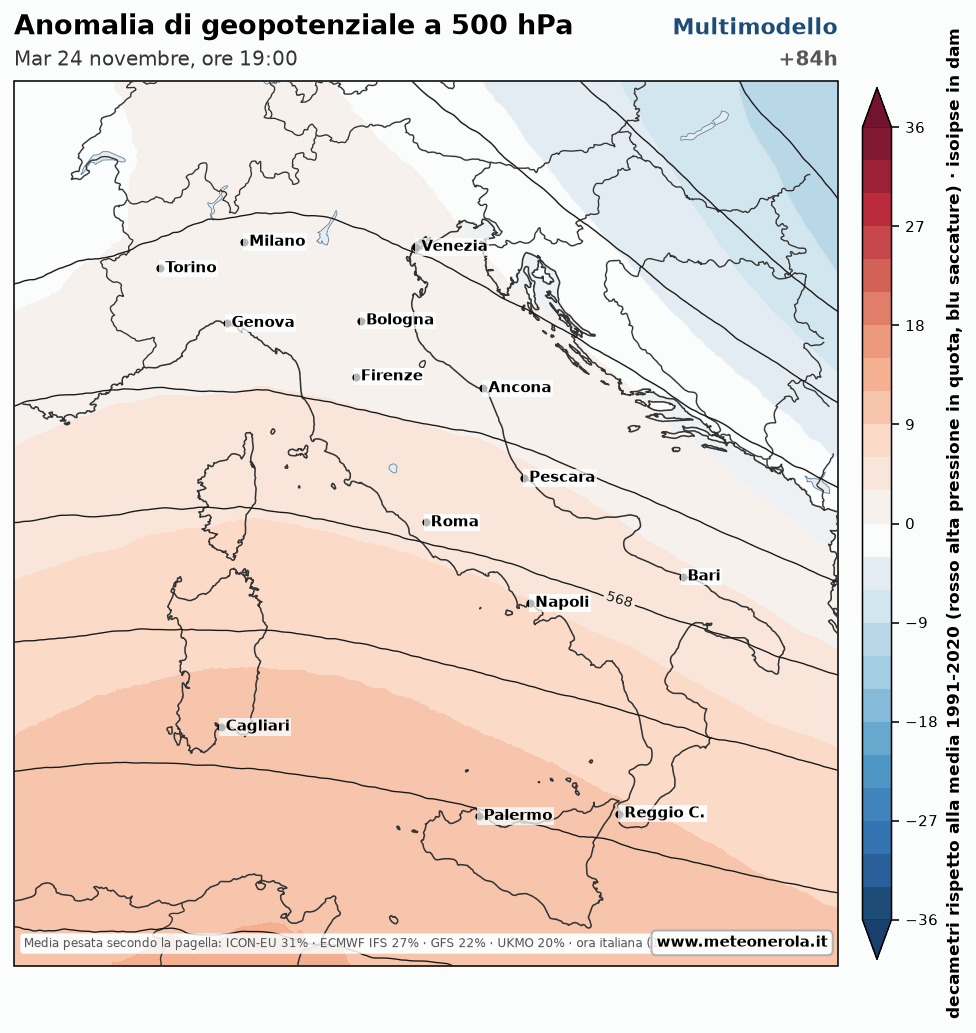 Anomalia di geopotenziale a 500 hPa
Multimodello
Mar 24 novembre, ore 19:00
+84h
Milano
Venezia
Torino
Genova
Bologna
Firenze
Ancona
Pescara
Roma
Bari
Napoli
568
Cagliari
Palermo
Reggio C.
Media pesata secondo la pagella: ICON-EU 31% · ECMWF IFS 27% · GFS 22% · UKMO 20% · ora italiana (
www.meteonerola.it
36
27
18
9
0
−9
−18
−27
−36
decametri rispetto alla media 1991-2020 (rosso alta pressione in quota, blu saccature) · isoipse in dam